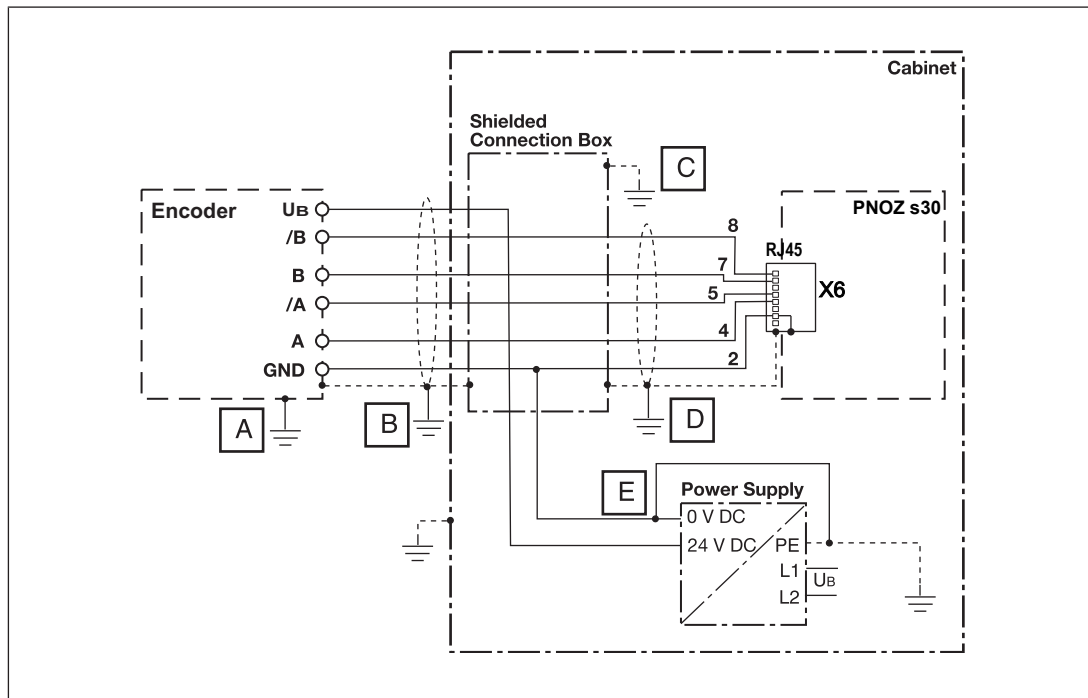 Cabinet
Shielded
Connection Box
C
Encoder
UB
/B
B
/A
A
GND
8
7
5
4
2
RJ45
X6
PNOZ s30
A
B
D
E
Power Supply
0 V DC
24 V DC
PE
L1
L2
UB